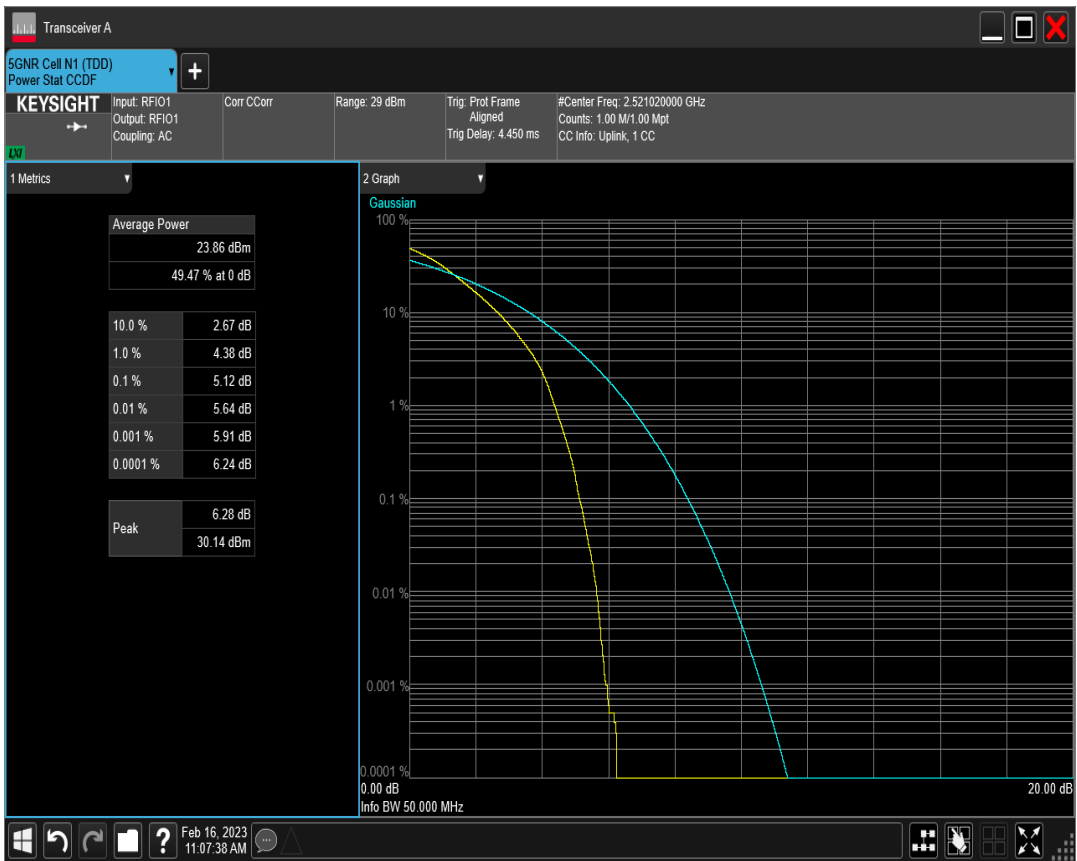 Transceiver A
5GNR Cell N1 (TDD)
Power Stat CCDF
+
KEYSIGHT
LXI
Input: RFIO1
Output: RFIO1
Coupling: AC
Corr CCorr
Range: 29 dBm
Trig: Prot Frame
Aligned
Trig Delay: 4.450 ms
#Center Freq: 2.521020000 GHz
Counts: 1.00 M/1.00 Mpt
CC Info: Uplink, 1 CC
1 Metrics
Average Power
23.86 dBm
49.47 % at 0 dB
10.0 % 2.67 dB
1.0 % 4.38 dB
0.1 % 5.12 dB
0.01 % 5.64 dB
0.001 % 5.91 dB
0.0001 % 6.24 dB
Peak
6.28 dB
30.14 dBm
2 Graph
Gaussian
100 %
10 %
1 %
0.1 %
0.01 %
0.001 %
0.0001 %
0.00 dB 20.00 dB
Info BW 50.000 MHz
?
Feb 16, 2023
11:07:38 AM